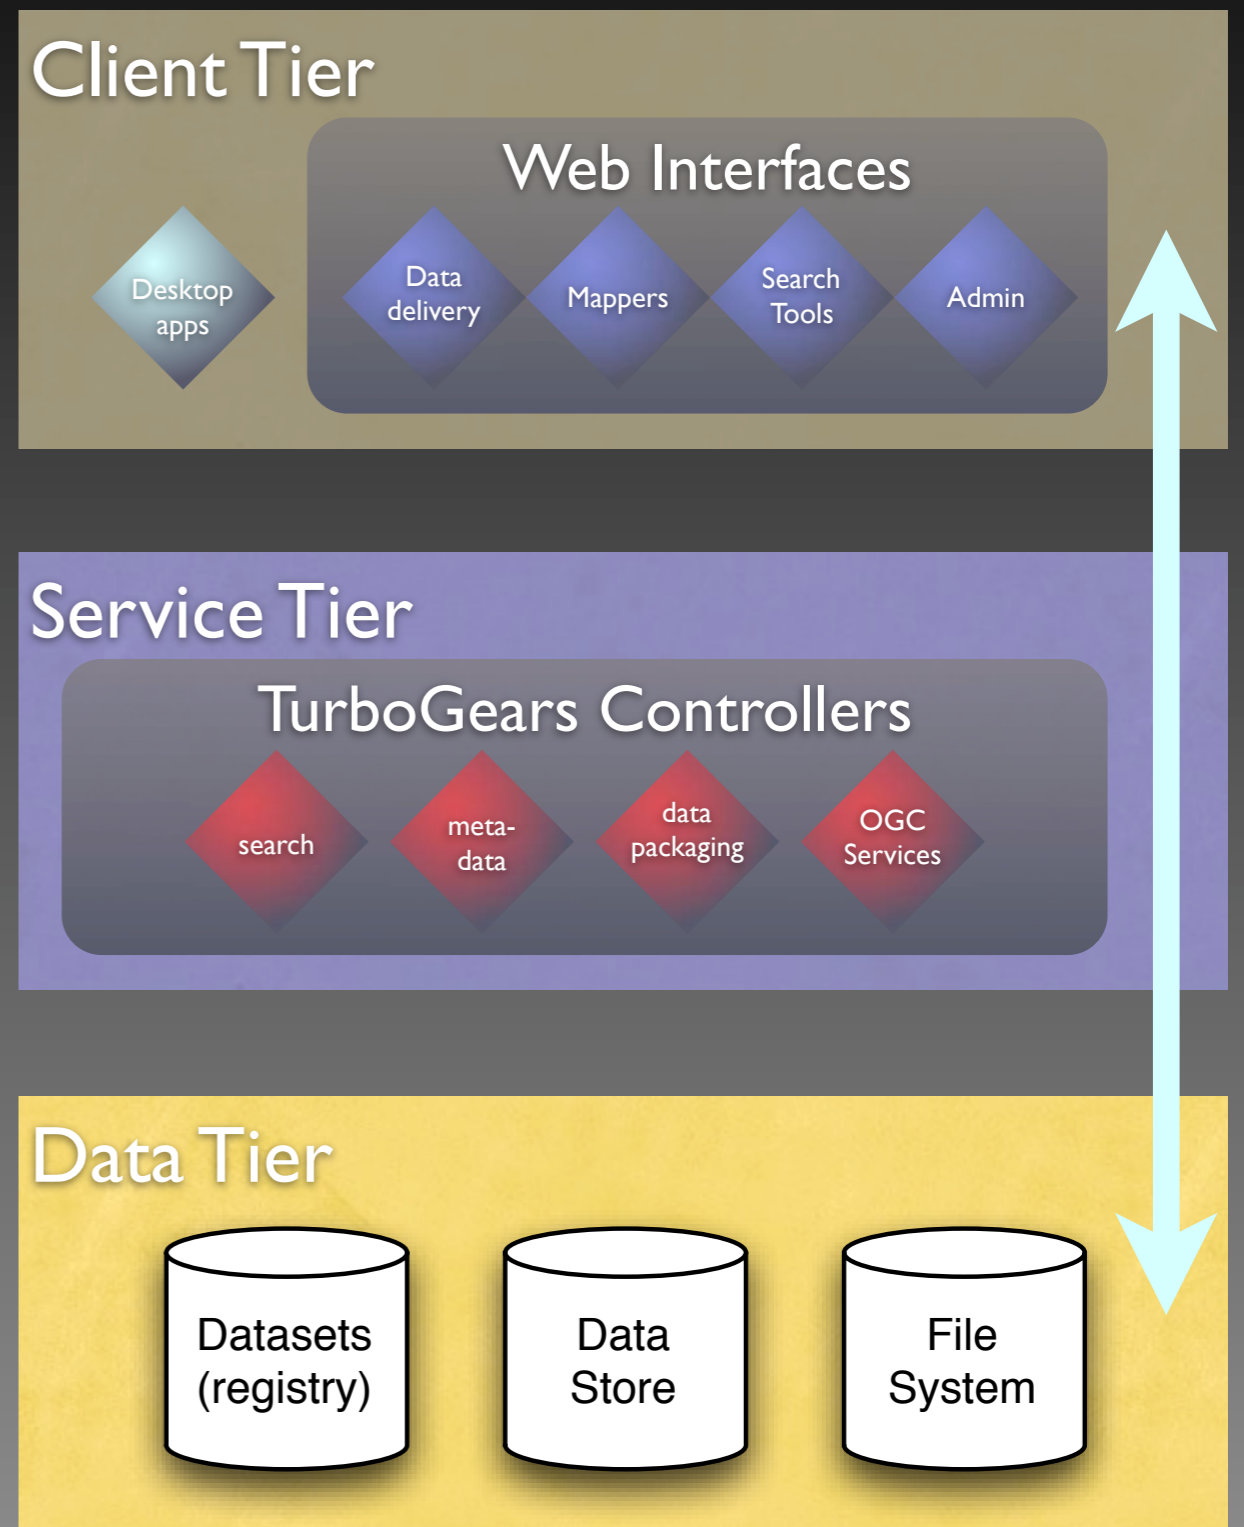 Client Tier
Web Interfaces
Desktop
apps
Data
delivery
Mappers
Search
Tools
Admin
Service Tier
TurboGears Controllers
search
meta-
data
data
packaging
OGC
Services
Data Tier
Datasets
(registry)
Data
Store
File
System